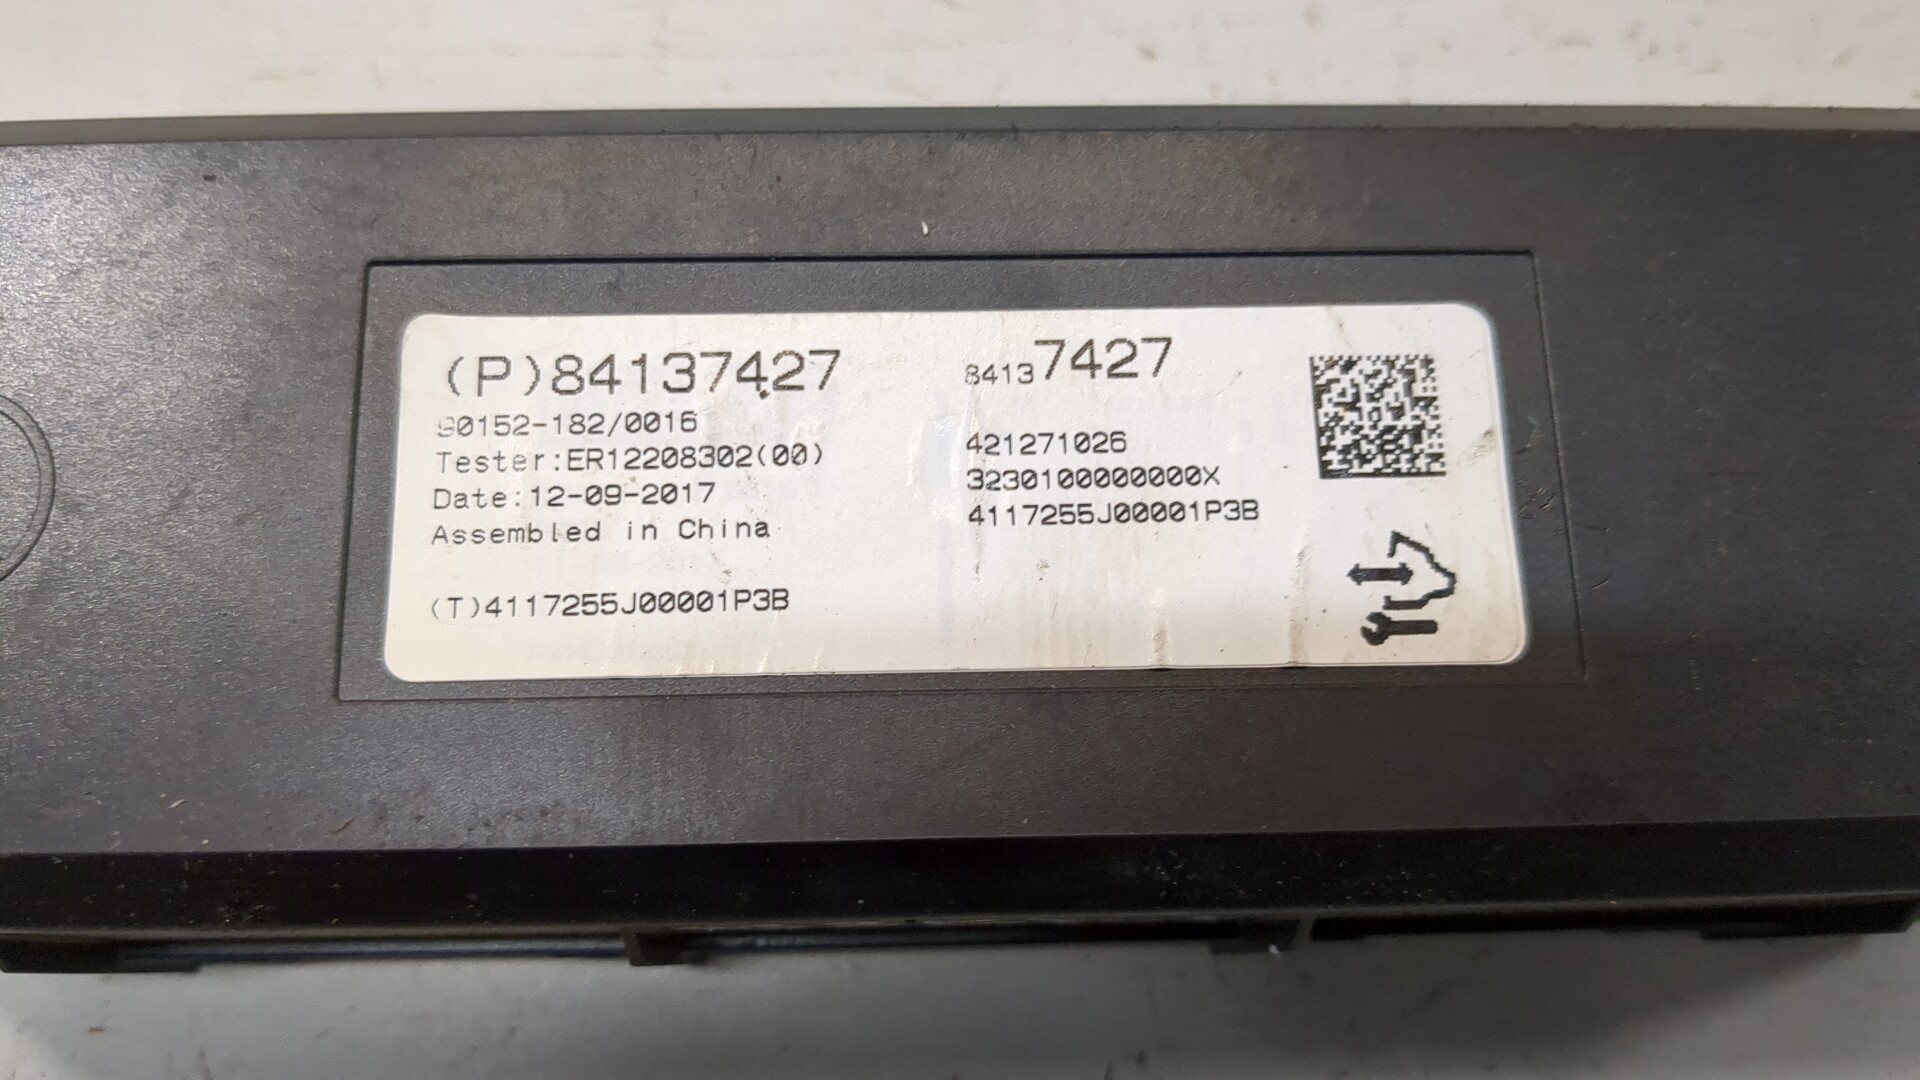 (P)84137427
90152-182/0016
Tester:ER12208302(00)
Date:12-09-2017
Assembled in China
(T)4117255J00001P3B
84137427
421271026
3230100000000X
4117255J00001P3B